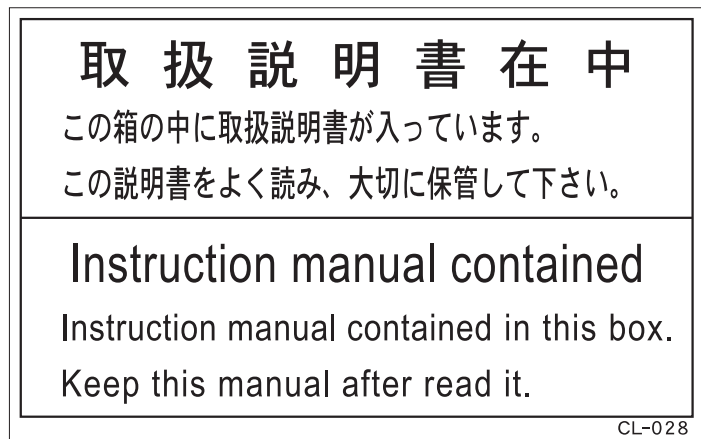 取扱説明書在中
この箱の中に取扱説明書が入っています。
この説明書をよく読み、大切に保管して下さい。
Instruction manual contained
Instruction manual contained in this box.
Keep this manual after read it.
CL-028